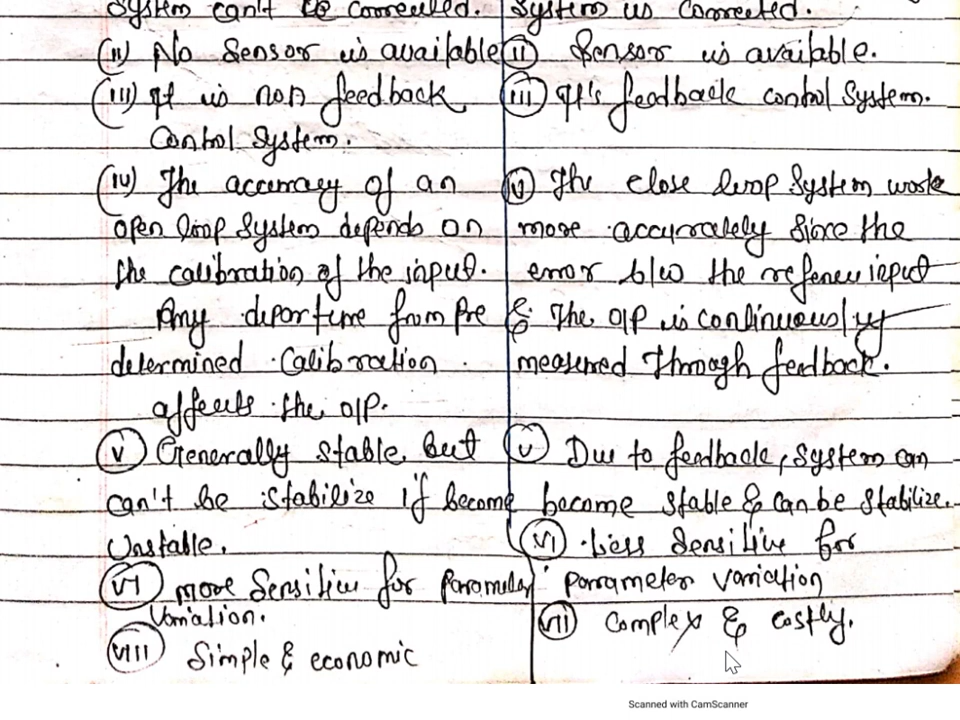 System can't be corrected.
(ii) No Sensor is available
(iii) It is non feedback
Control System.
(iv) The accuracy of an
open loop System depends on
the calibration of the input.
Any departure from Pre
determined Calibration
affects the O/P.
(v) Generally stable but
can't be stabilize if become
Unstable.
(vi) more Sensitive for Parameter
Variation.
(viii) Simple & economic
System is Corrected.
(ii) Sensor is available.
(iii) It's feedback control System.
The close loop System work
more accurately Since the
error b/w the input
& The O/P is continuously
measured Through feedback.
(v) Due to feedback, System can
become stable & Can be stabilize.
(vi) Less Sensitive for
parameter variation
(vii) Complex & costly.
Scanned with CamScanner